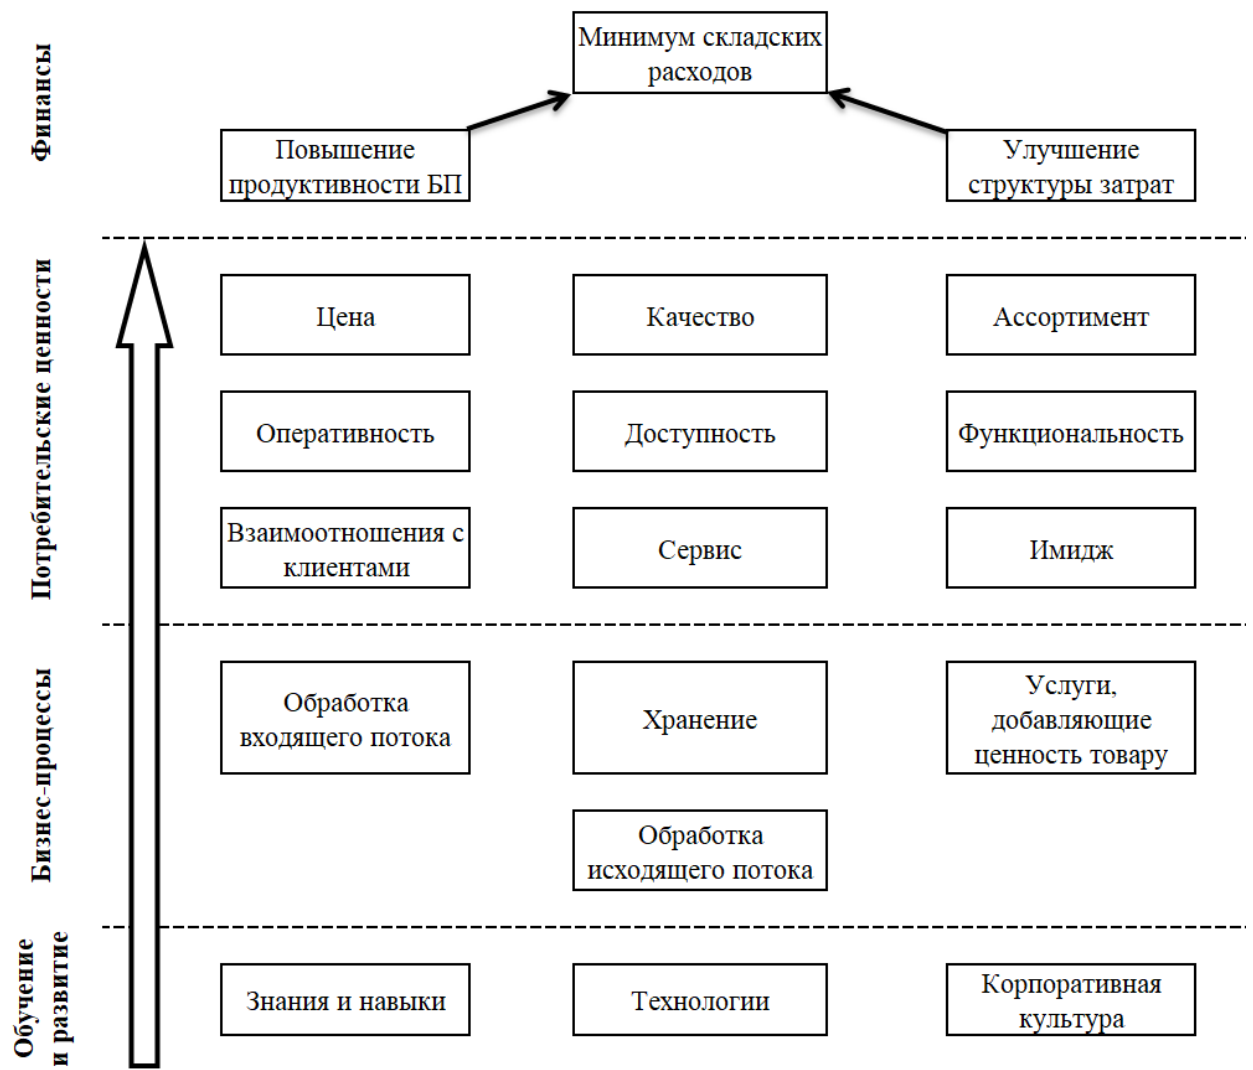 Финансы
Минимум складских
расходов
Повышение
продуктивности БП
Улучшение
структуры затрат
Потребительские ценности
Цена
Качество
Ассортимент
Оперативность
Доступность
Функциональность
Взаимоотношения с
клиентами
Сервис
Имидж
Бизнес-процессы
Обработка
входящего потока
Хранение
Услуги,
добавляющие
ценность товару
Обработка
исходящего потока
Обучение
и развитие
Знания и навыки
Технологии
Корпоративная
культура